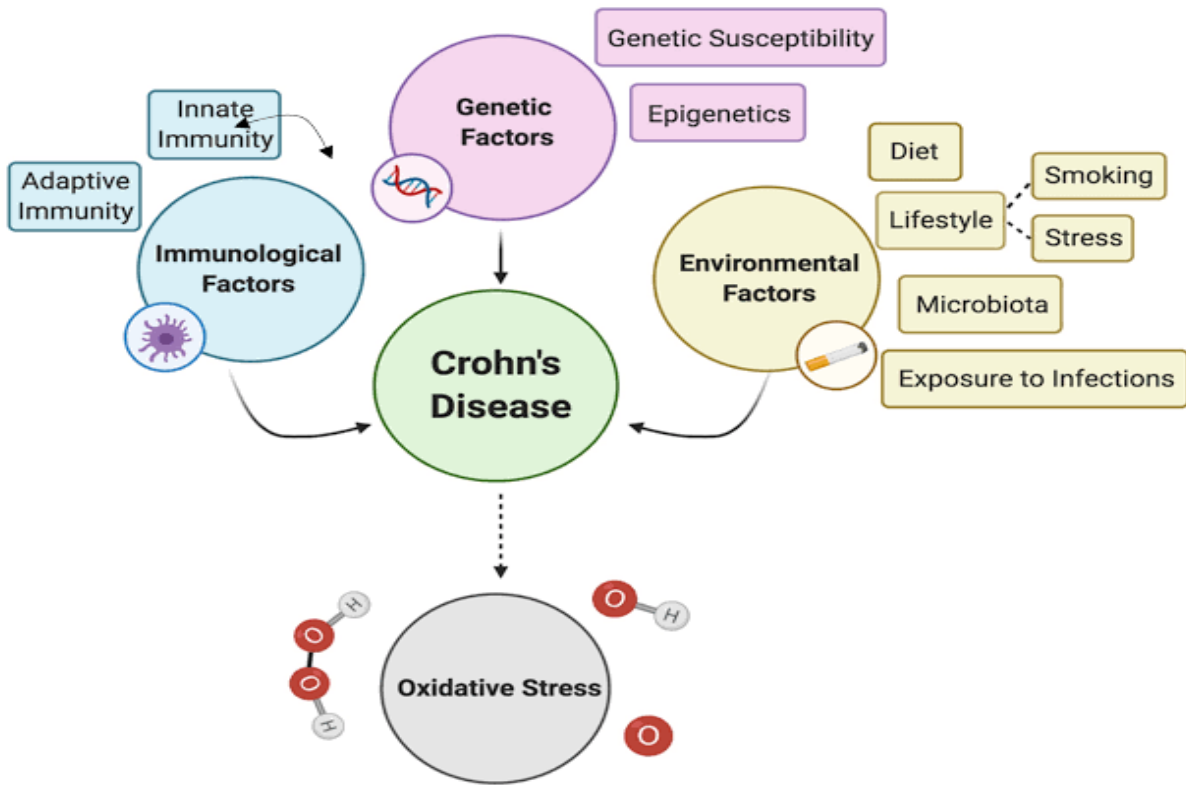 Genetic Susceptibility
Genetic
Factors
Epigenetics
Innate
Immunity
Adaptive
Immunity
Immunological
Factors
Diet
Lifestyle
Smoking
Stress
Environmental
Factors
Microbiota
Exposure to Infections
Crohn's
Disease
H
O
O
H
O
H
Oxidative Stress
O